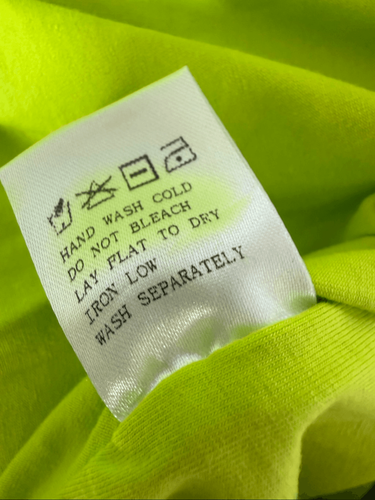 HAND WASH COLD
DO NOT BLEACH
LAY FLAT TO DRY
IRON LOW
WASH SEPARATELY